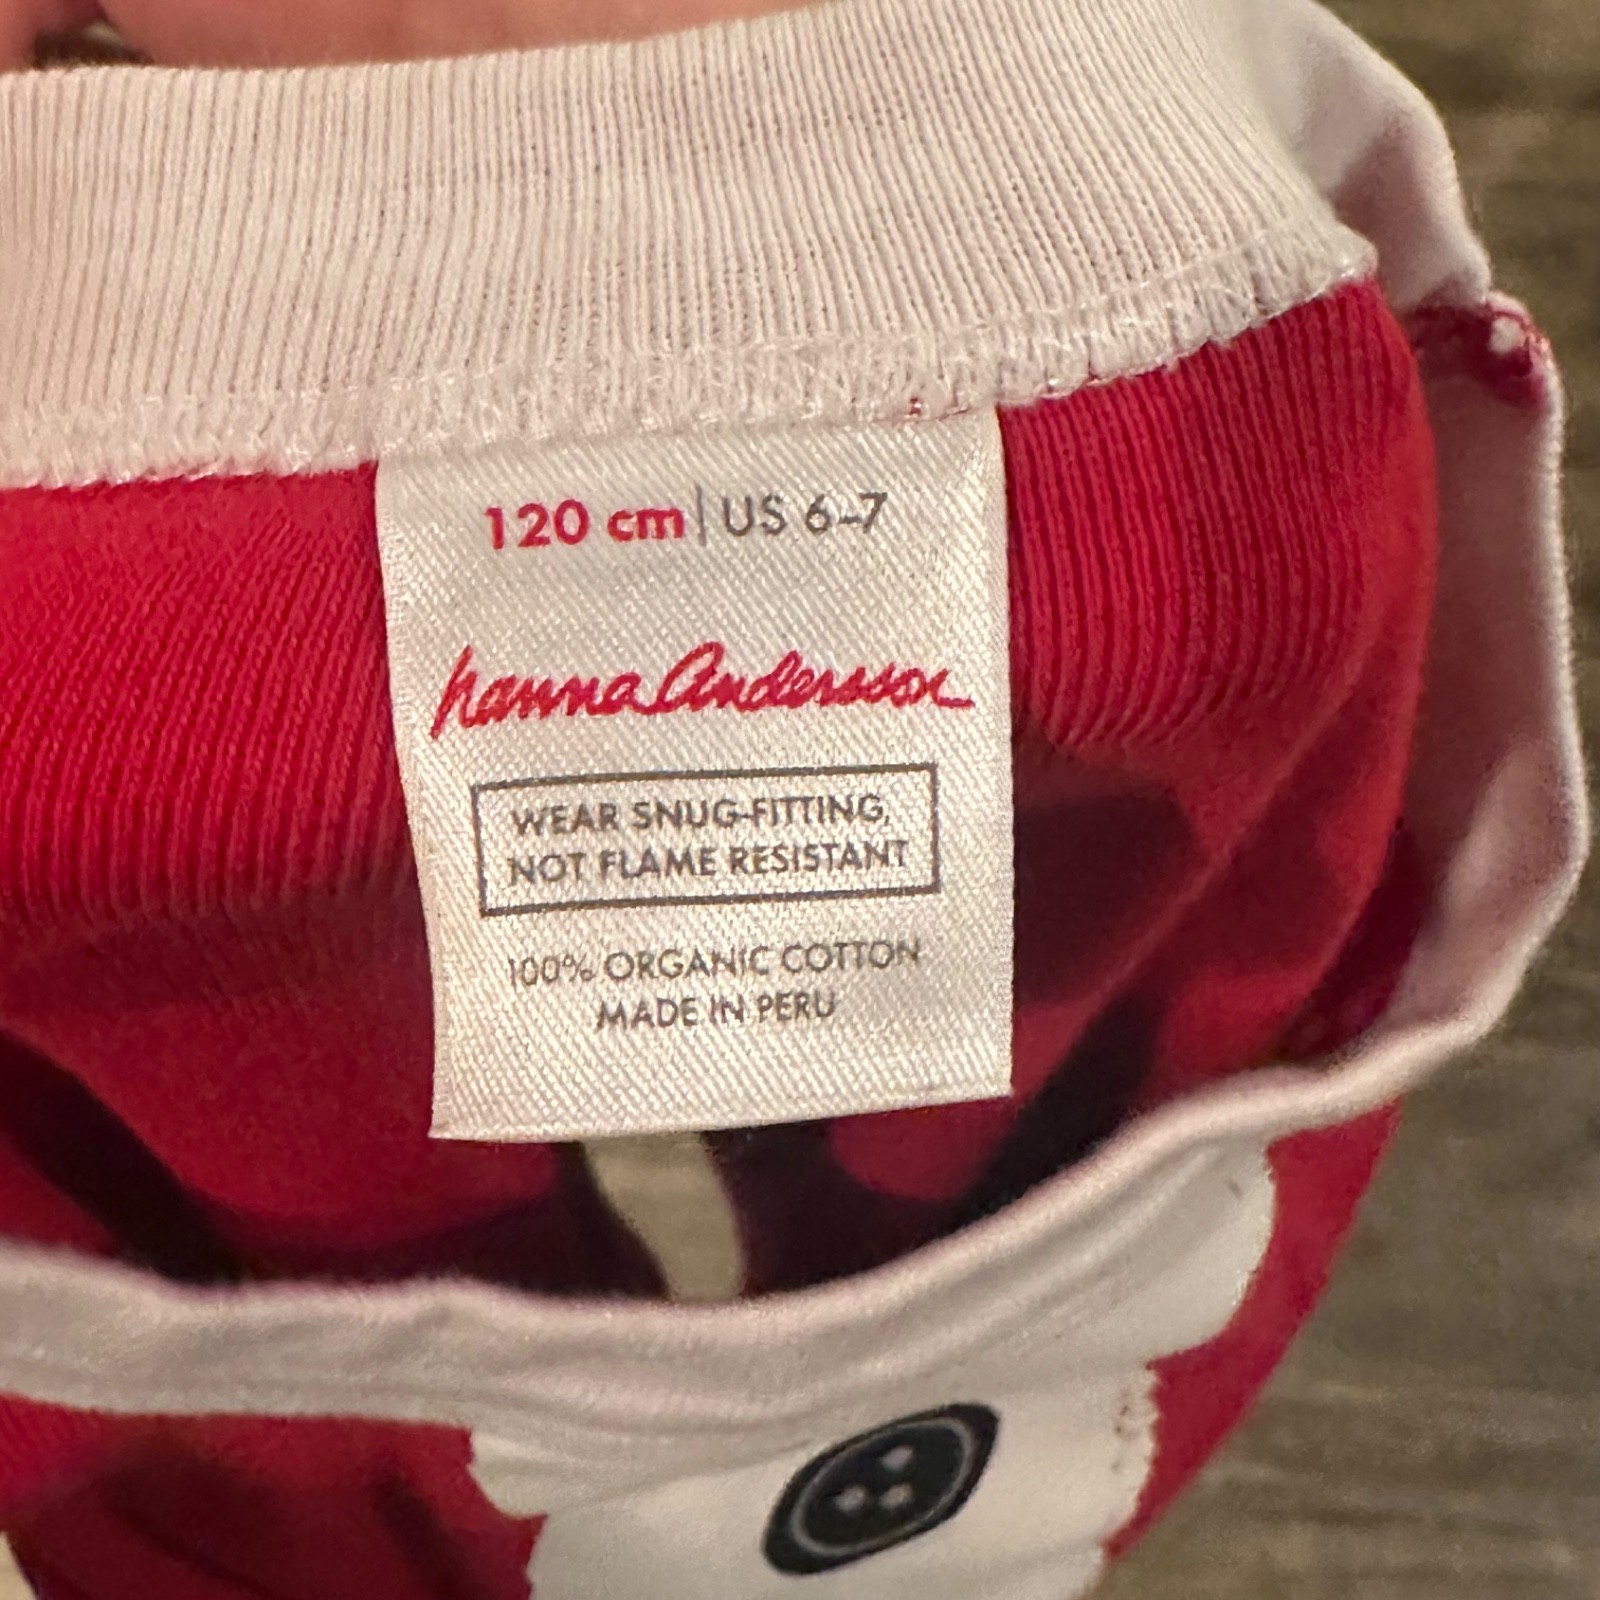 120 cm | US 6-7
hanna Andersson
WEAR SNUG-FITTING,
NOT FLAME RESISTANT
100% ORGANIC COTTON
MADE IN PERU